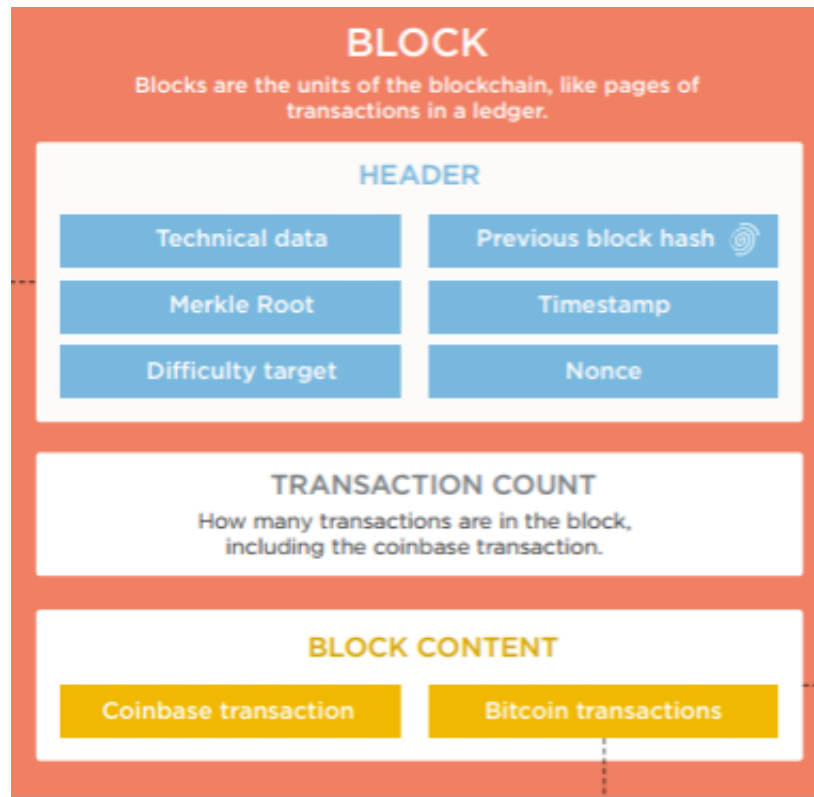 BLOCK
Blocks are the units of the blockchain, like pages of
transactions in a ledger.
HEADER
Technical data
Previous block hash
Merkle Root
Timestamp
Difficulty target
Nonce
TRANSACTION COUNT
How many transactions are in the block,
including the coinbase transaction.
BLOCK CONTENT
Coinbase transaction
Bitcoin transactions